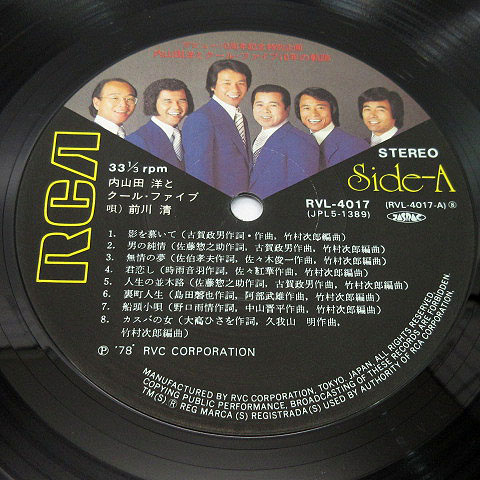 RCA
33⅓ rpm
STEREO
Side-A
内山田 洋と
クール・ファイブ
唄)前川 清
RVL-4017
(JPL5-1389)
(RVL-4017-A) Ⓡ
JASRAC
1. 影を慕いて(古賀政男作詞・作曲、竹村次郎編曲)
2. 男の純情(佐藤惣之助作詞、古賀政男作曲、竹村次郎編曲)
3. 無情の夢(佐伯孝夫作詞、佐々木俊一作曲、竹村次郎編曲)
4. 君恋し(時雨音羽作詞、佐々紅華作曲、竹村次郎編曲)
5. 人生の並木路(佐藤惣之助作詞、古賀政男作曲、竹村次郎編曲)
6. 裏町人生(島田磬也作詞、阿部武雄作曲、竹村次郎編曲)
7. 船頭小唄(野口雨情作詞、中山晋平作曲、竹村次郎編曲)
8. カスバの女(大高ひさを作詞、久我山 明作曲、
竹村次郎編曲)
Ⓟ '78' RVC CORPORATION
MANUFACTURED BY RVC CORPORATION, TOKYO, JAPAN. ALL RIGHTS RESERVED.
COPYING PUBLIC PERFORMANCE, BROADCASTING OF THESE RECORDS ARE FORBIDDEN.
TM(S) Ⓡ REG MARCA (S) REGISTRADA(S) USED BY AUTHORITY OF RCA CORPORATION.